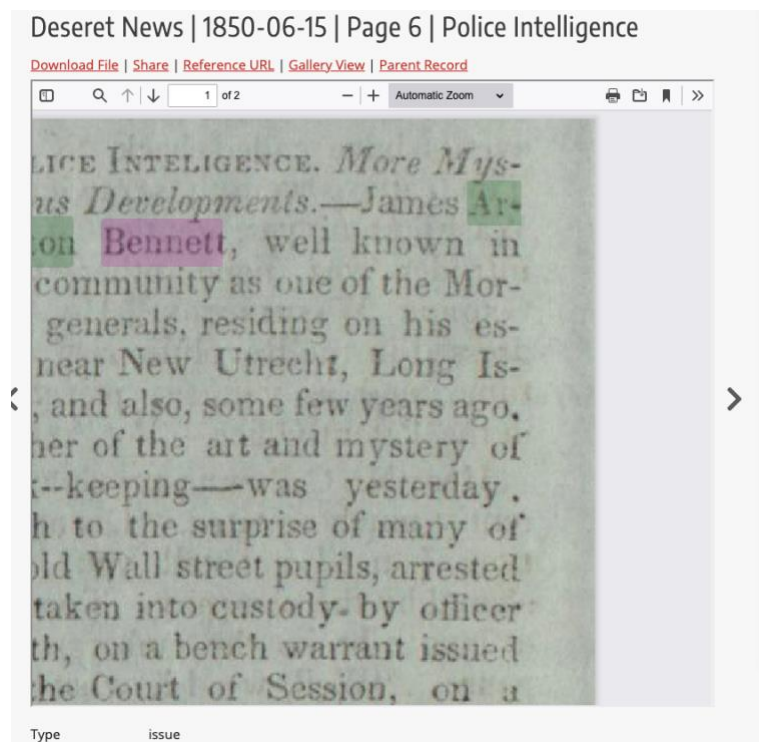 Deseret News | 1850-06-15 | Page 6 | Police Intelligence
Download File | Share | Reference URL | Gallery View | Parent Record
1 of 2 Automatic Zoom
LICE INTELIGENCE. More Mys-
us Developments.—James Ar-
ton Bennett, well known in
community as one of the Mor-
generals, residing on his es-
near New Utrecht, Long Is-
, and also, some few years ago,
her of the art and mystery of
--keeping——was yesterday,
h to the surprise of many of
old Wall street pupils, arrested
taken into custody by officer
th, on a bench warrant issued
the Court of Session, on a
Type issue